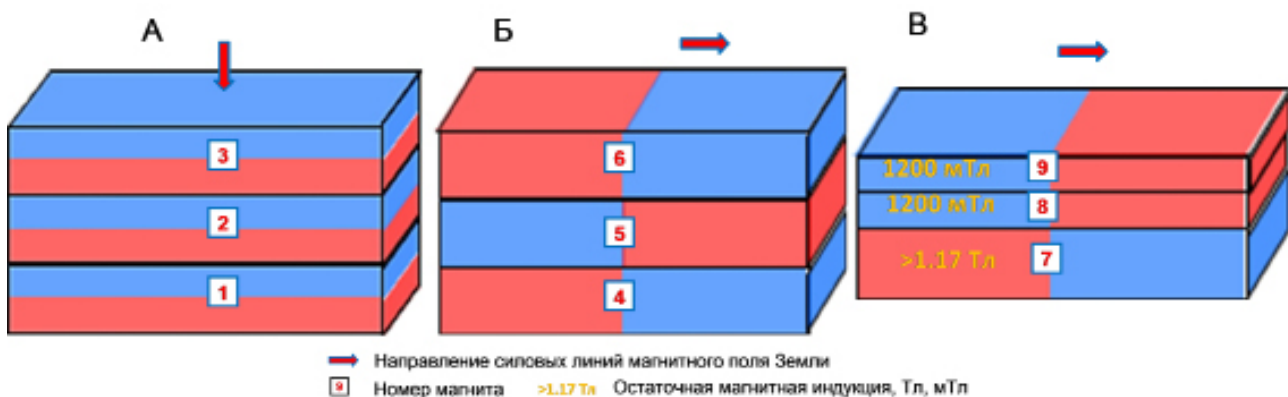 А Б В
3
2
1
6
5
4
1200 мТл 9
1200 мТл 8
>1.17 Тл 7
Направление силовых линий магнитного поля Земли
9 Номер магнита >1.17 Тл Остаточная магнитная индукция, Тл, мТл